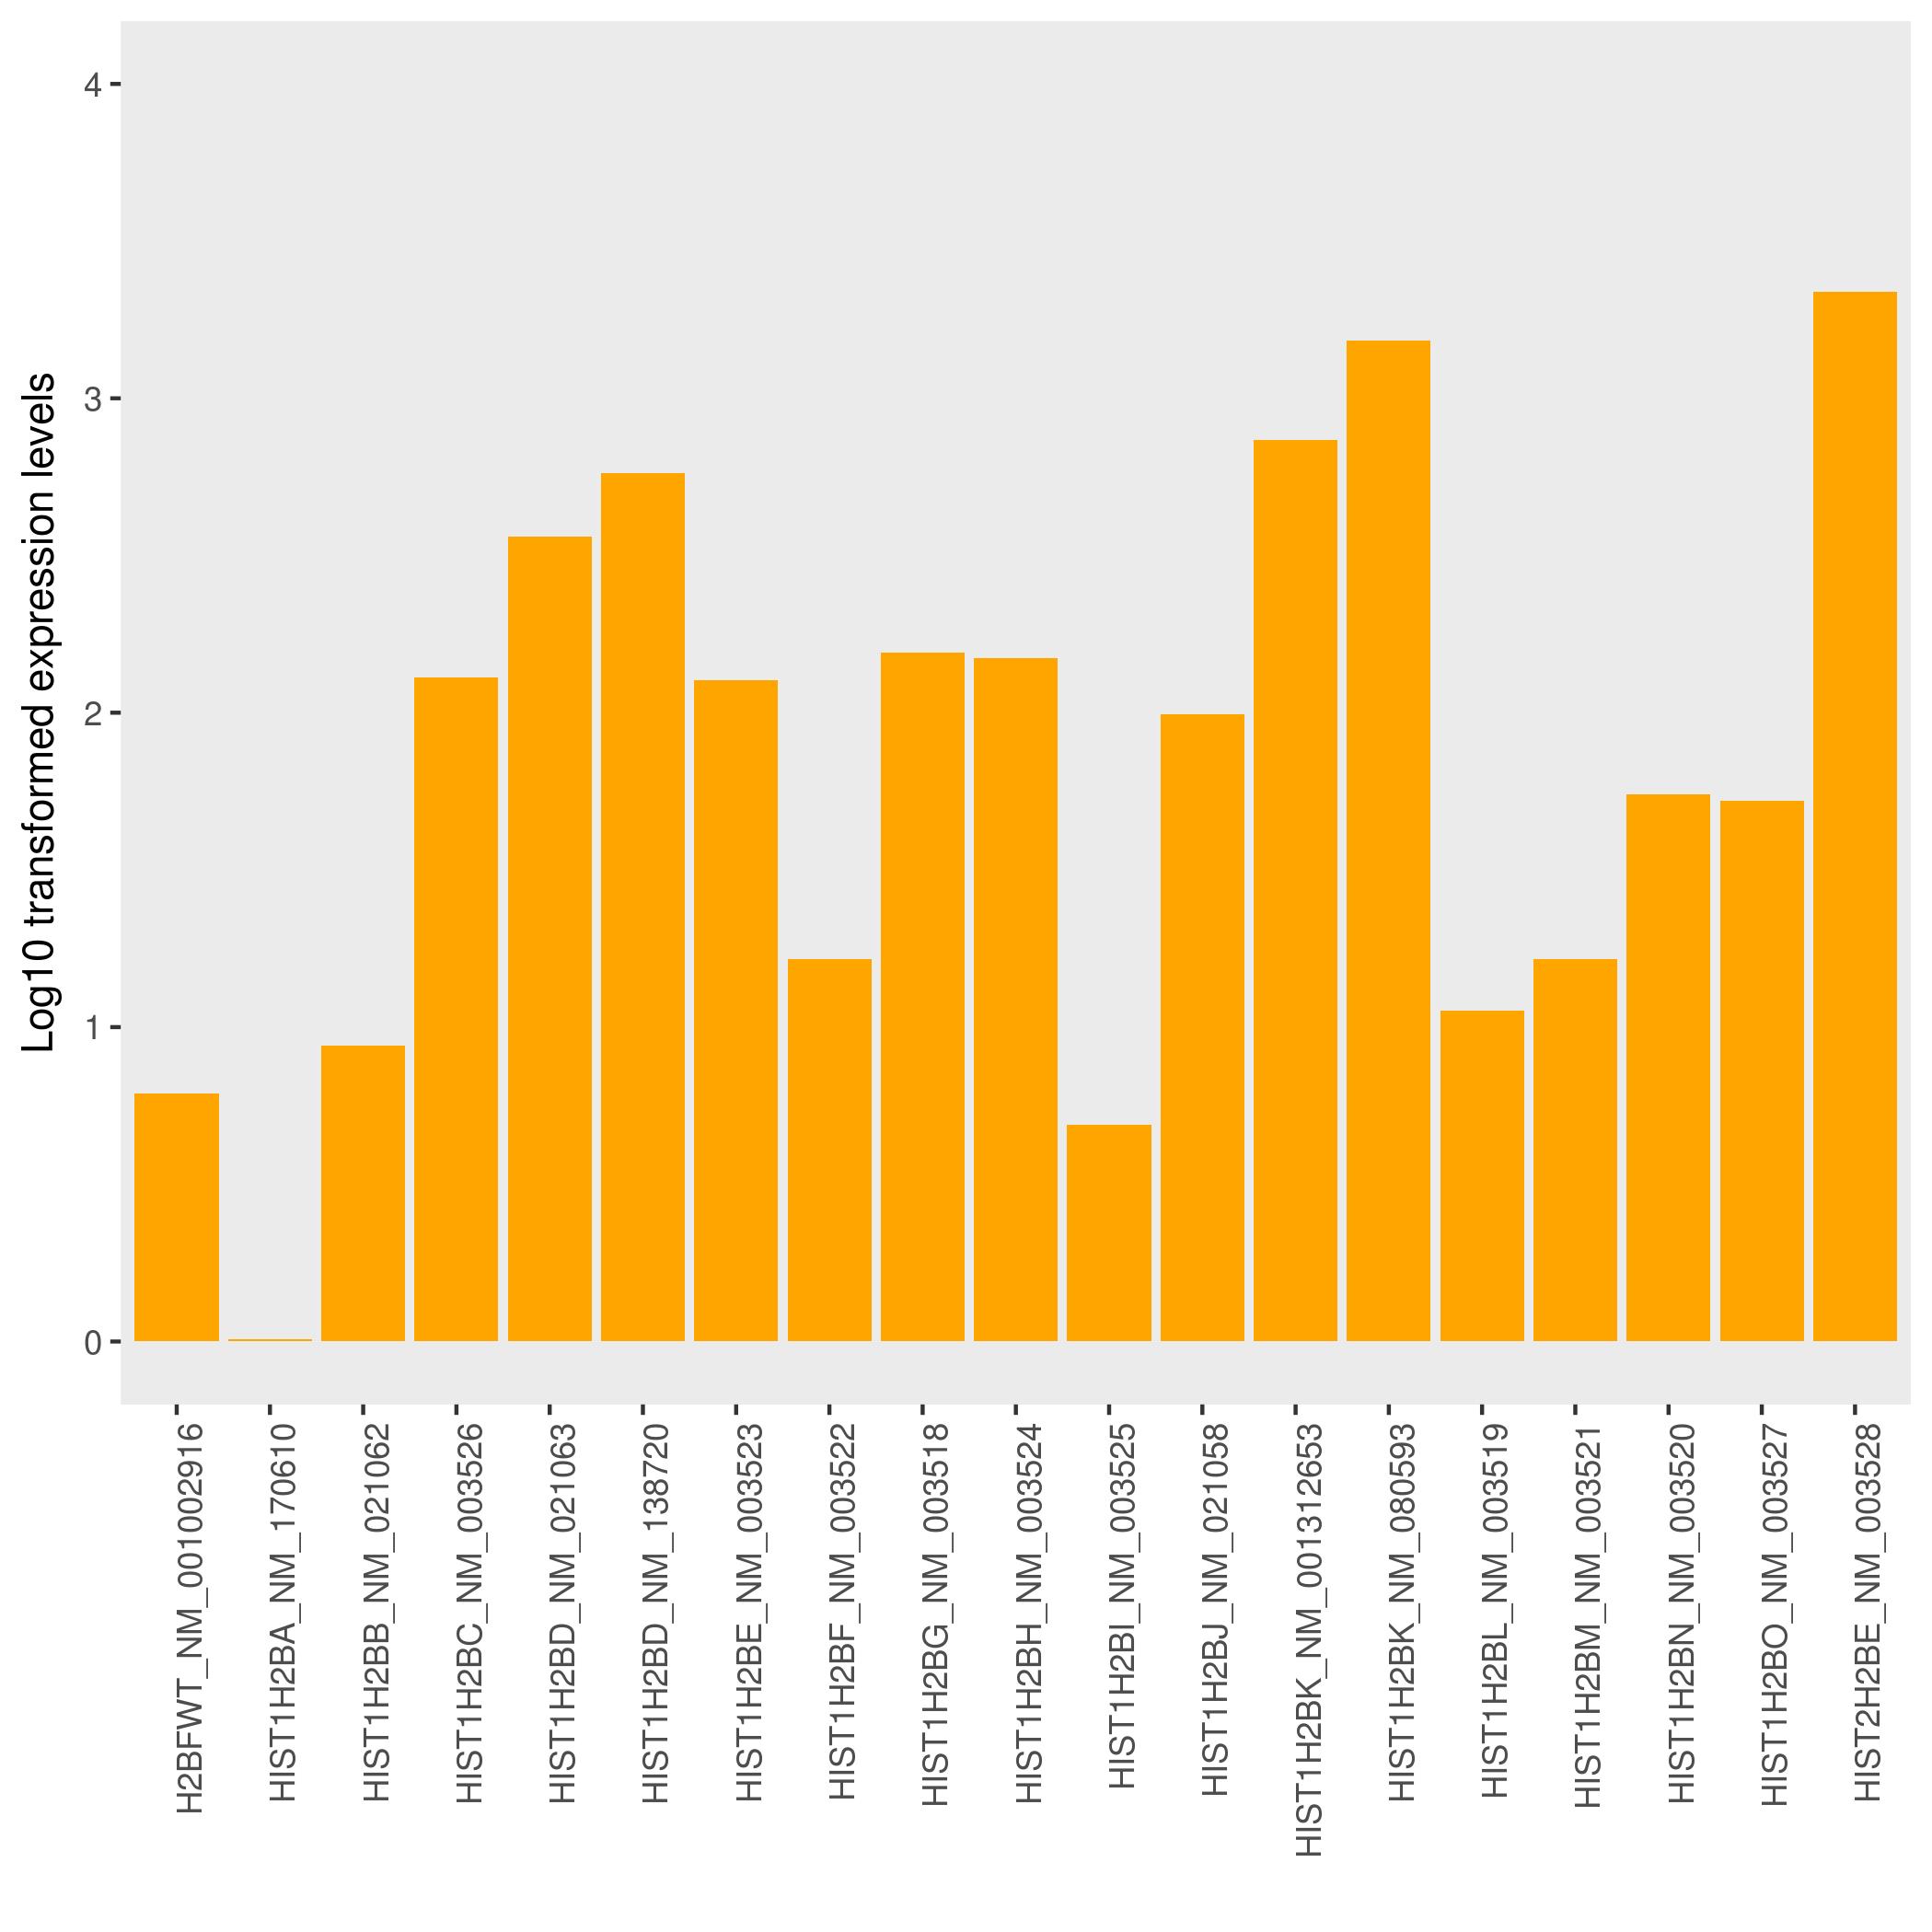 Log10 transformed expression levels
4
3
2
1
0
H2BFWT_NM_001002916
HIST1H2BA_NM_170610
HIST1H2BB_NM_021062
HIST1H2BC_NM_003526
HIST1H2BD_NM_021063
HIST1H2BD_NM_138720
HIST1H2BE_NM_003523
HIST1H2BF_NM_003522
HIST1H2BG_NM_003518
HIST1H2BH_NM_003524
HIST1H2BI_NM_003525
HIST1H2BJ_NM_021058
HIST1H2BK_NM_001312653
HIST1H2BK_NM_080593
HIST1H2BL_NM_003519
HIST1H2BM_NM_003521
HIST1H2BN_NM_003520
HIST1H2BO_NM_003527
HIST2H2BE_NM_003528